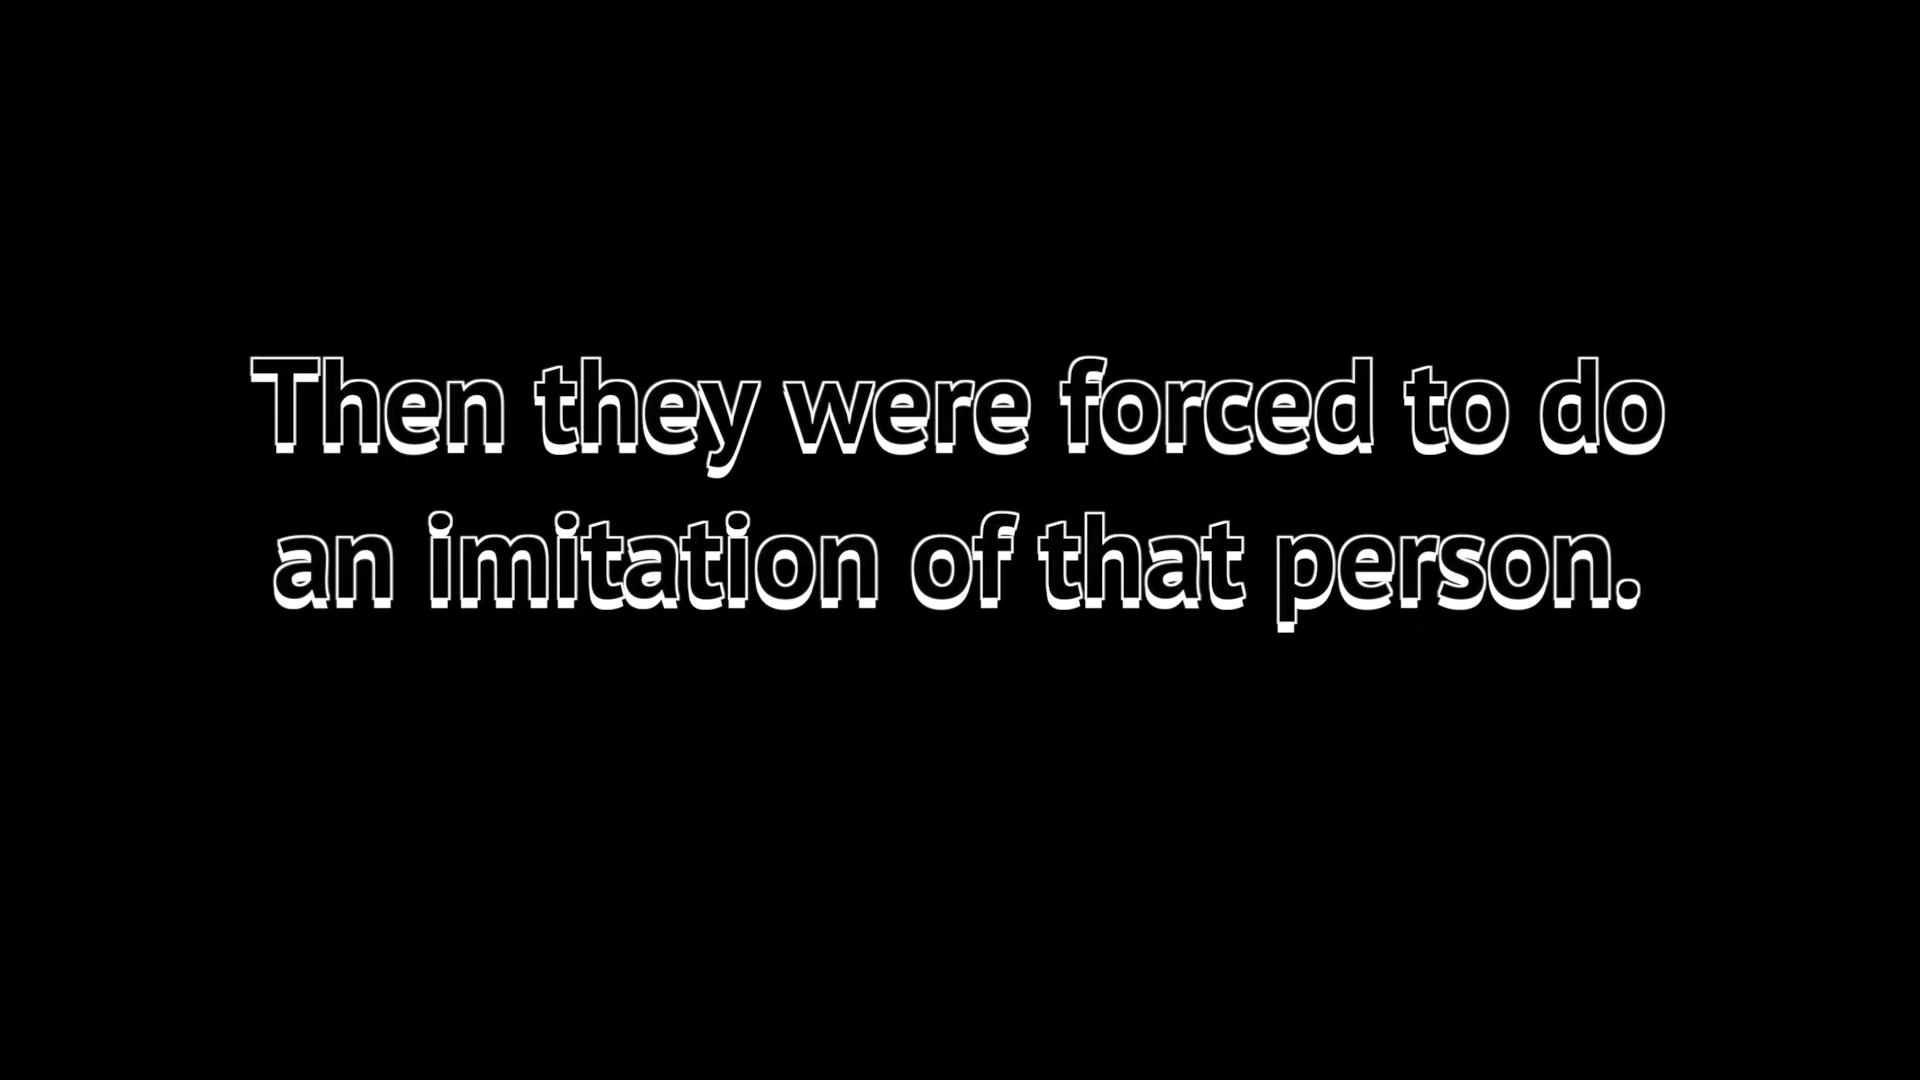 Then they were forced to do
an imitation of that person.